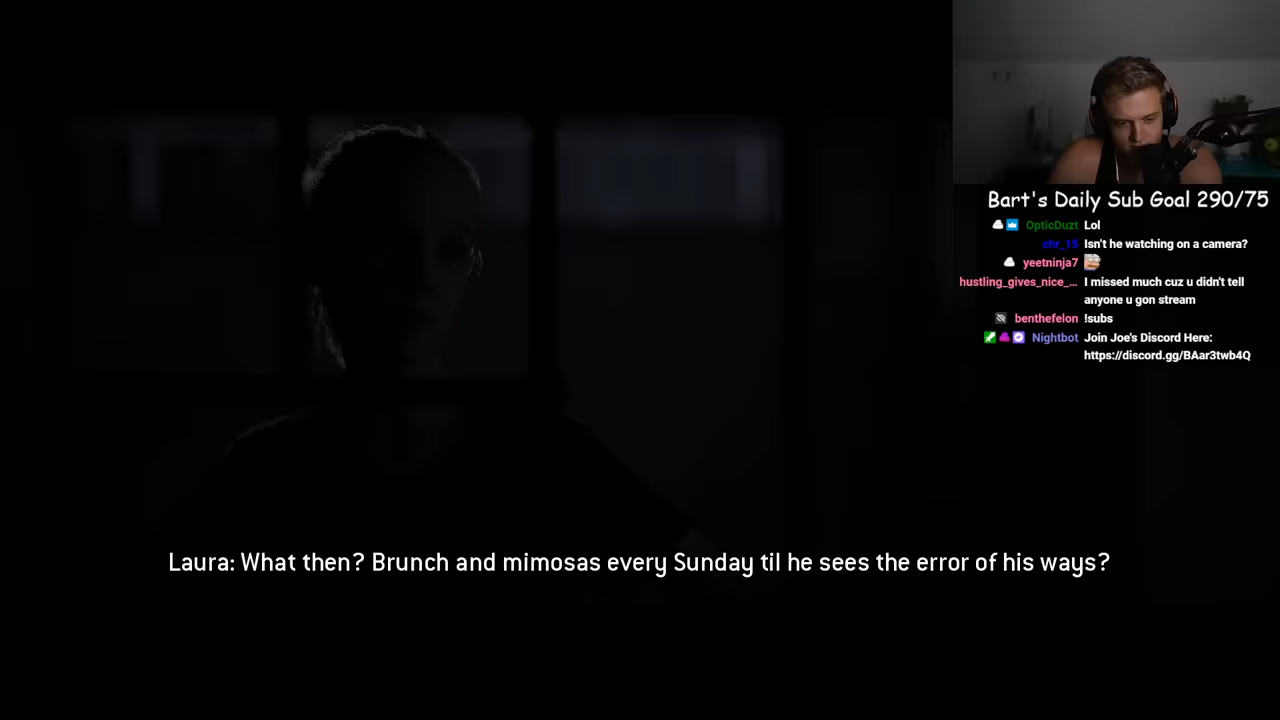 Bart's Daily Sub Goal 290/75
OpticDuzt Lol
chr_15 Isn't he watching on a camera?
yeetninja7
hustling_gives_nice_... I missed much cuz u didn't tell
anyone u gon stream
benthefelon !subs
Nightbot Join Joe's Discord Here:
https://discord.gg/BAar3twb4Q
Laura: What then? Brunch and mimosas every Sunday til he sees the error of his ways?